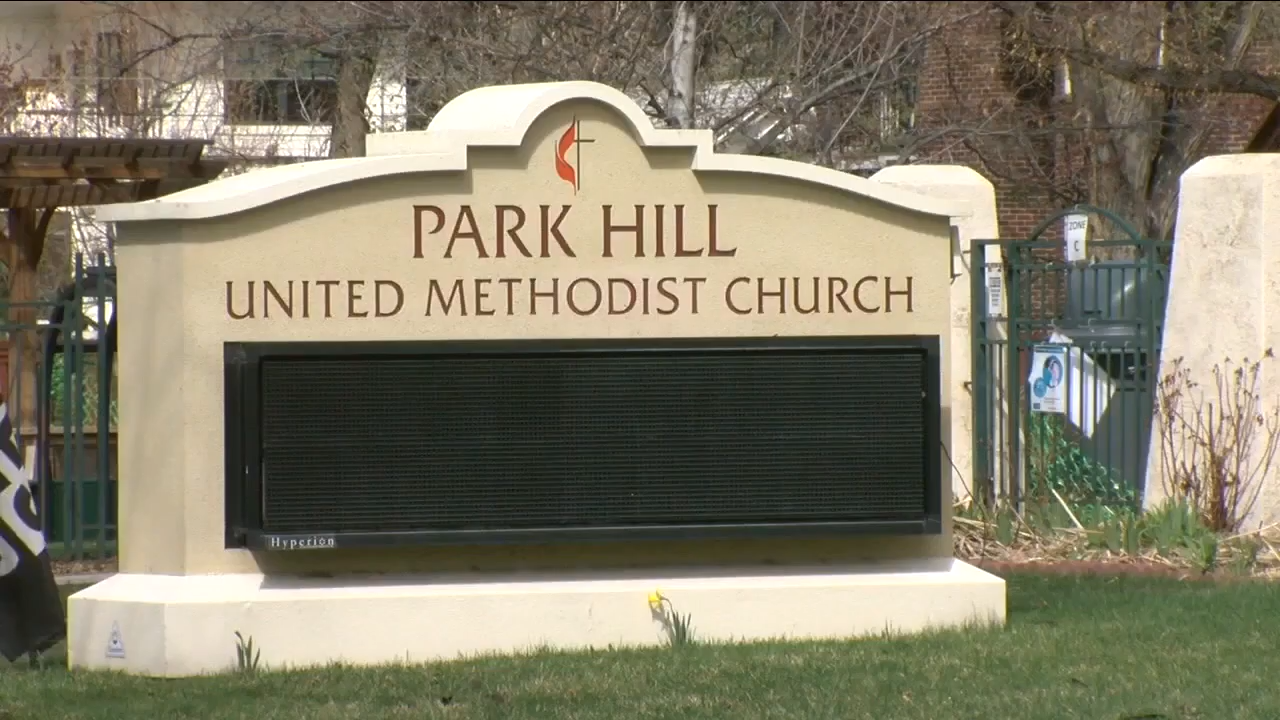 PARK HILL
UNITED METHODIST CHURCH
Hyperion
ZONE
C